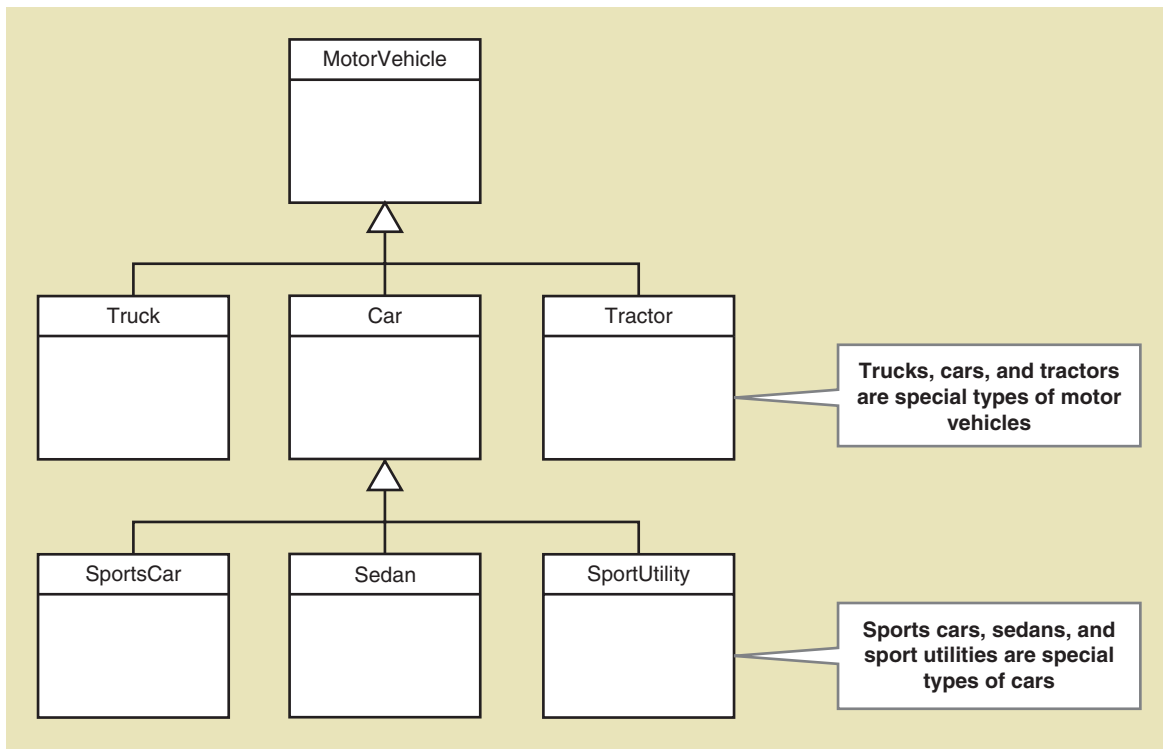 MotorVehicle
Truck
Car
Tractor
Trucks, cars, and tractors
are special types of motor
vehicles
SportsCar
Sedan
SportUtility
Sports cars, sedans, and
sport utilities are special
types of cars